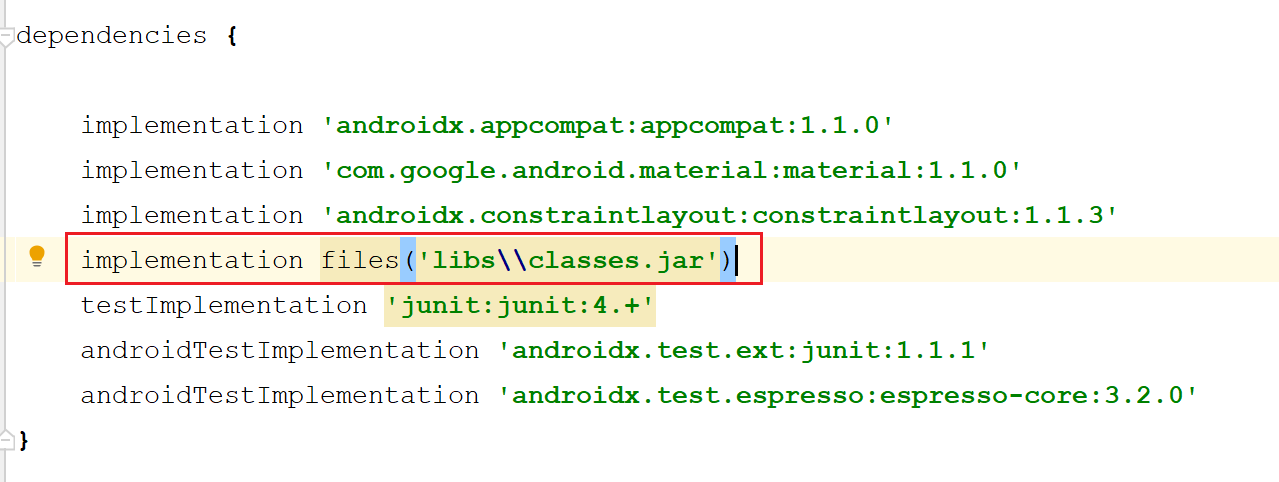 dependencies {
implementation 'androidx.appcompat:appcompat:1.1.0'
implementation 'com.google.android.material:material:1.1.0'
implementation 'androidx.constraintlayout:constraintlayout:1.1.3'
implementation files('libs\\classes.jar')
testImplementation 'junit:junit:4.+'
androidTestImplementation 'androidx.test.ext:junit:1.1.1'
androidTestImplementation 'androidx.test.espresso:espresso-core:3.2.0'
}